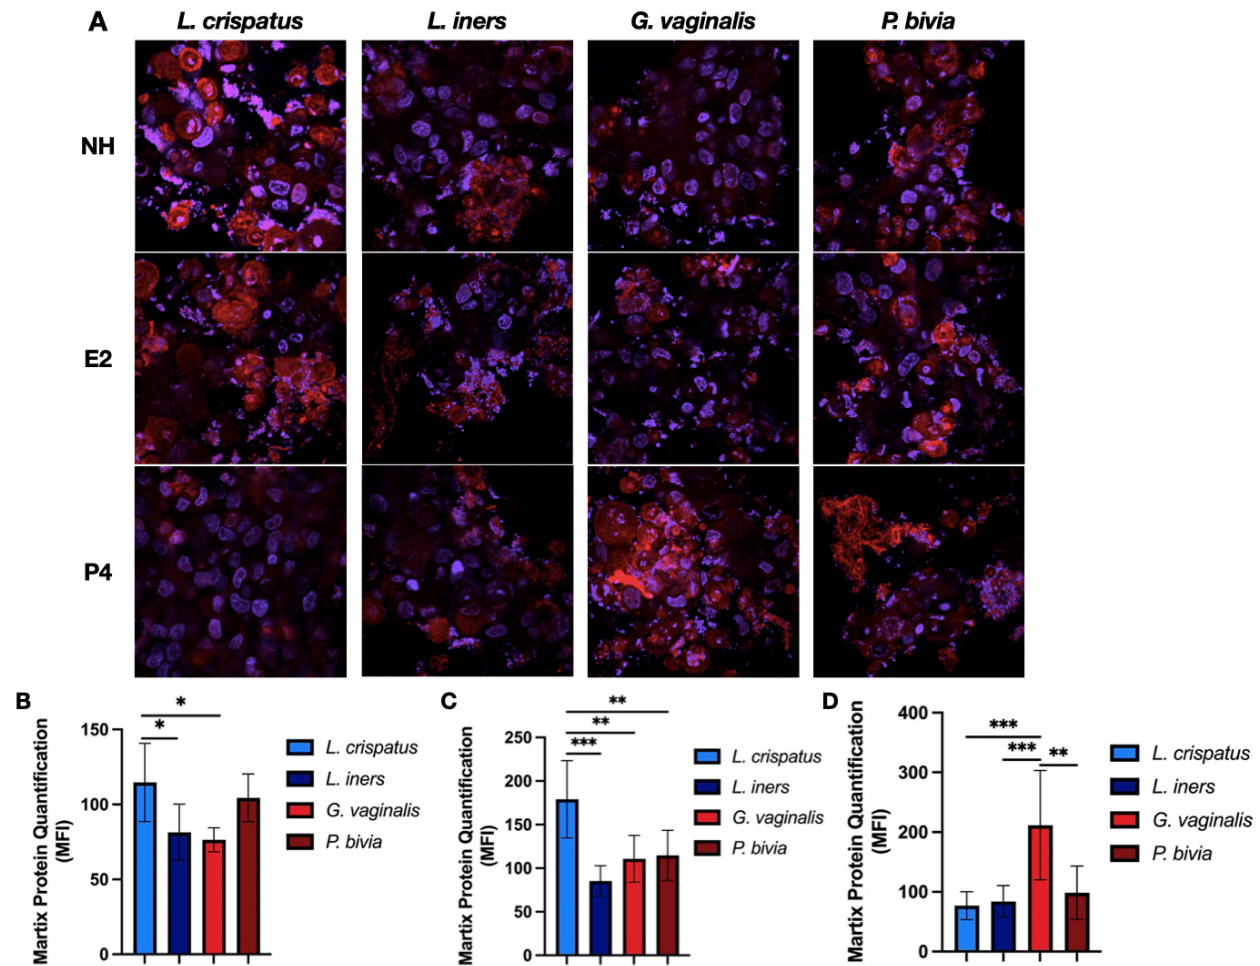 A
L. crispatus
L. iners
G. vaginalis
P. bivia
NH
E2
P4
B
Martix Protein Quantification
(MFI)
150
100
50
0
*
*
L. crispatus
L. iners
G. vaginalis
P. bivia
C
Martix Protein Quantification
(MFI)
250
200
150
100
50
0
**
**
***
L. crispatus
L. iners
G. vaginalis
P. bivia
D
Martix Protein Quantification
(MFI)
400
300
200
100
0
***
***
**
L. crispatus
L. iners
G. vaginalis
P. bivia